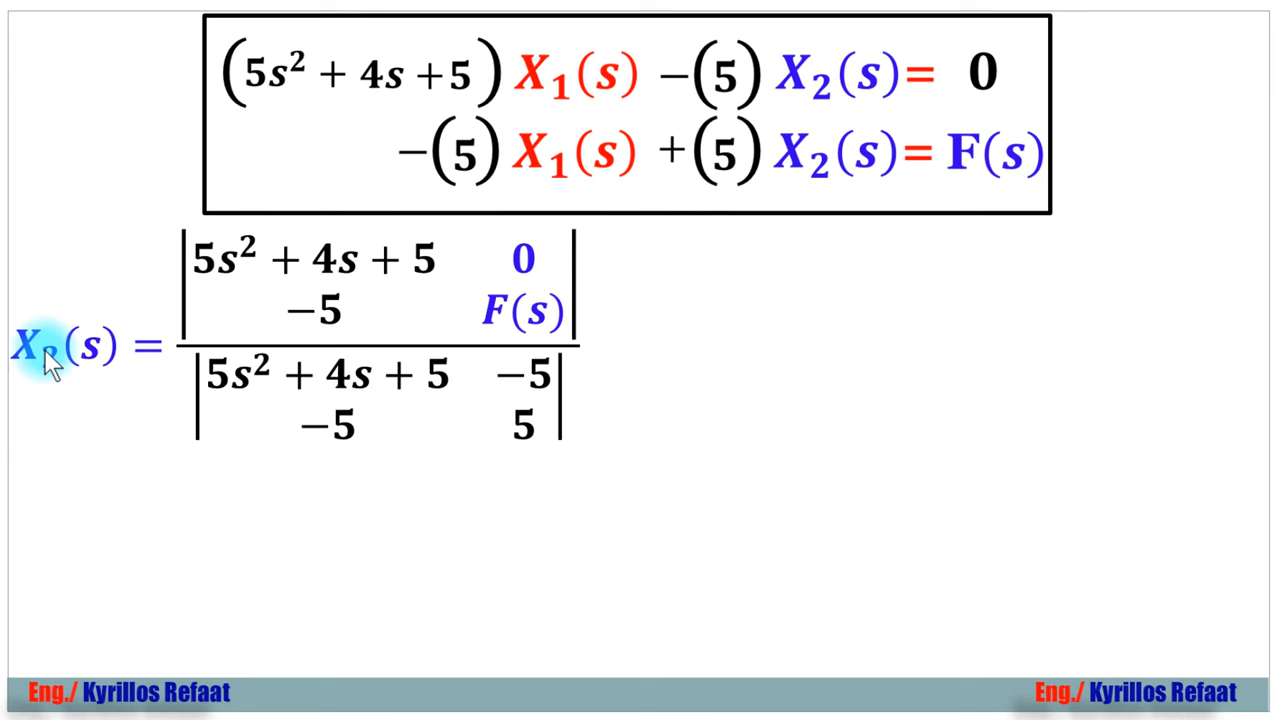 (5s² + 4s + 5) X₁(s) −(5) X₂(s) = 0
−(5) X₁(s) +(5) X₂(s) = F(s)
5s² + 4s + 5 0
−5 F(s)
X₂(s) =
5s² + 4s + 5 −5
−5 5
Eng./ Kyrillos Refaat Eng./ Kyrillos Refaat